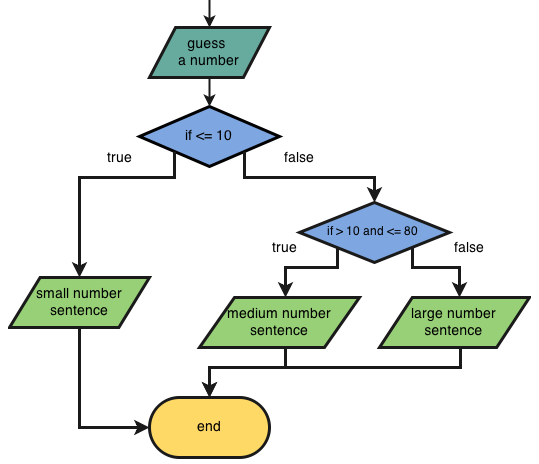 guess
a number
if <= 10
true
false
if > 10 and <= 80
true
false
small number
sentence
medium number
sentence
large number
sentence
end